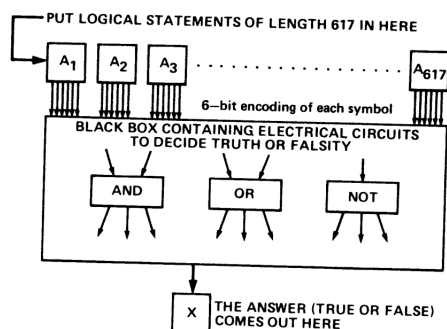 PUT LOGICAL STATEMENTS OF LENGTH 617 IN HERE
A1 A2 A3 . . . . . . . . . . . . . . . . . . A617
6-bit encoding of each symbol
BLACK BOX CONTAINING ELECTRICAL CIRCUITS
TO DECIDE TRUTH OR FALSITY
AND OR NOT
X THE ANSWER (TRUE OR FALSE)
COMES OUT HERE